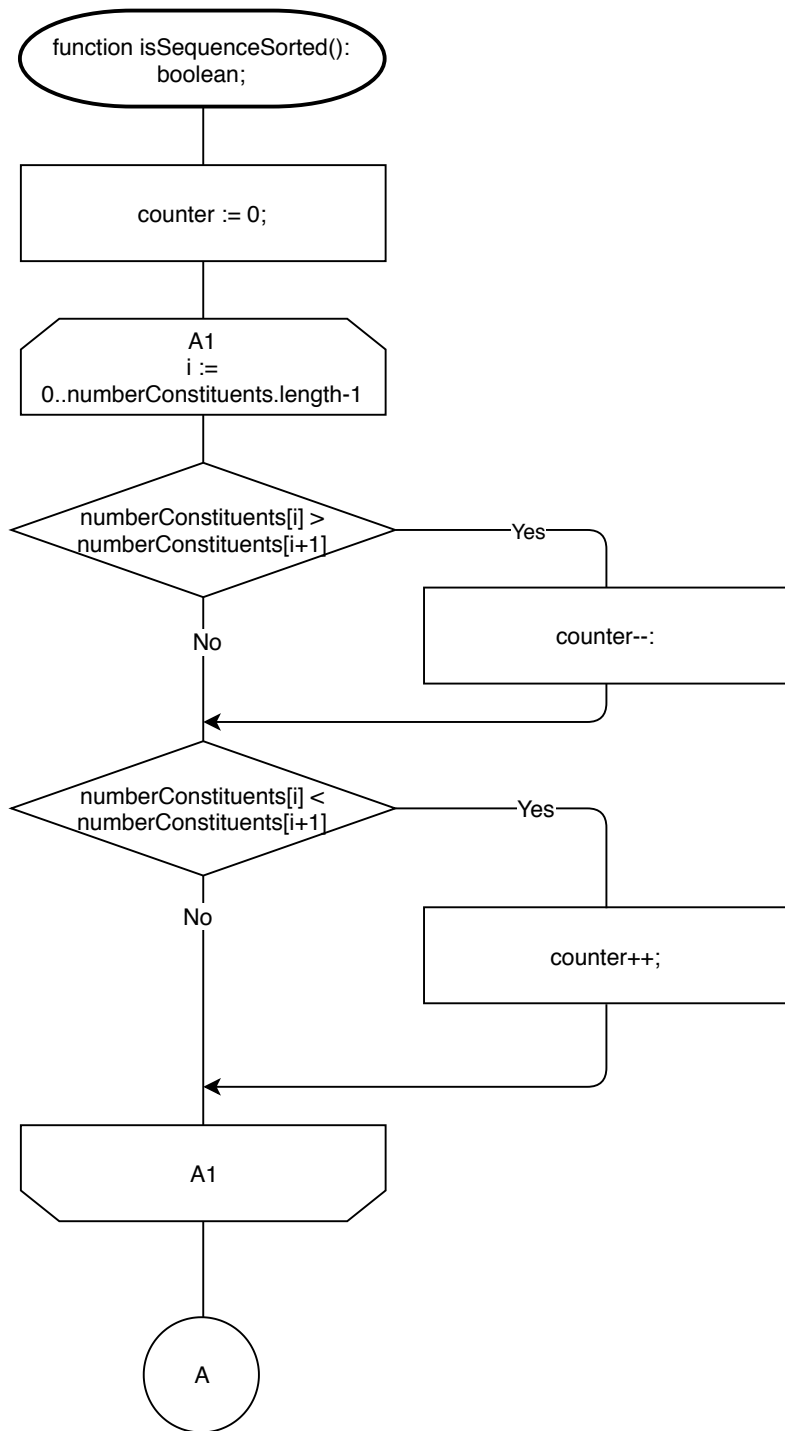 function isSequenceSorted():
boolean;
counter := 0;
A1
i :=
0..numberConstituents.length-1
numberConstituents[i] >
numberConstituents[i+1]
Yes
counter--:
No
numberConstituents[i] <
numberConstituents[i+1]
Yes
No
counter++;
A1
A